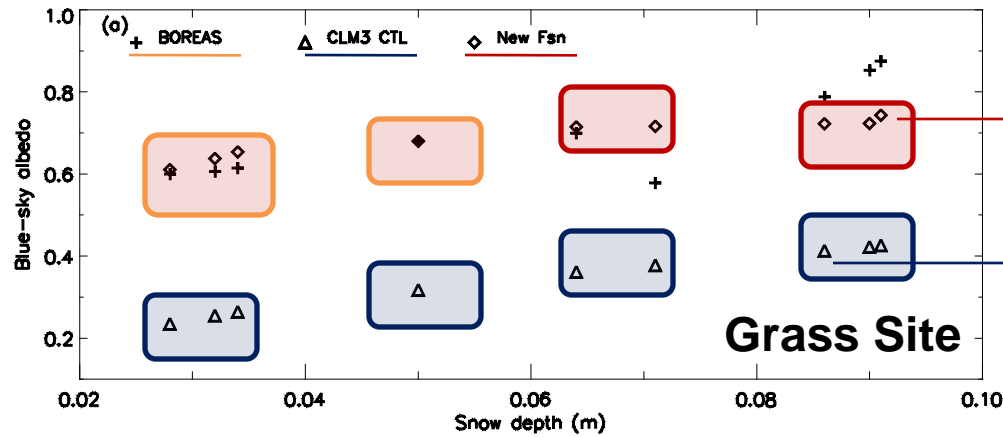 1.0
(a)
BOREAS
CLM3 CTL
New Fsn
0.8
0.6
0.4
0.2
Blue-sky albedo
Grass Site
0.02
0.04
0.06
0.08
0.10
Snow depth (m)